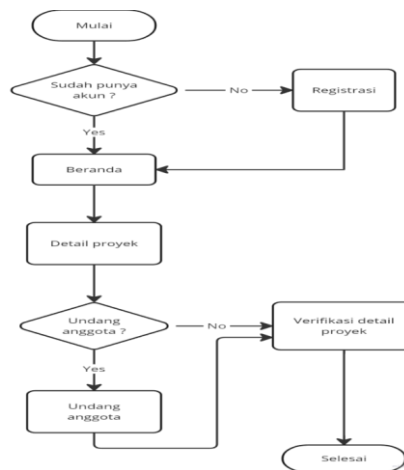 Mulai
Sudah punya
akun ?
No
Registrasi
Yes
Beranda
Detail proyek
Undang
anggota ?
No
Verifikasi detail
proyek
Yes
Undang
anggota
Selesai